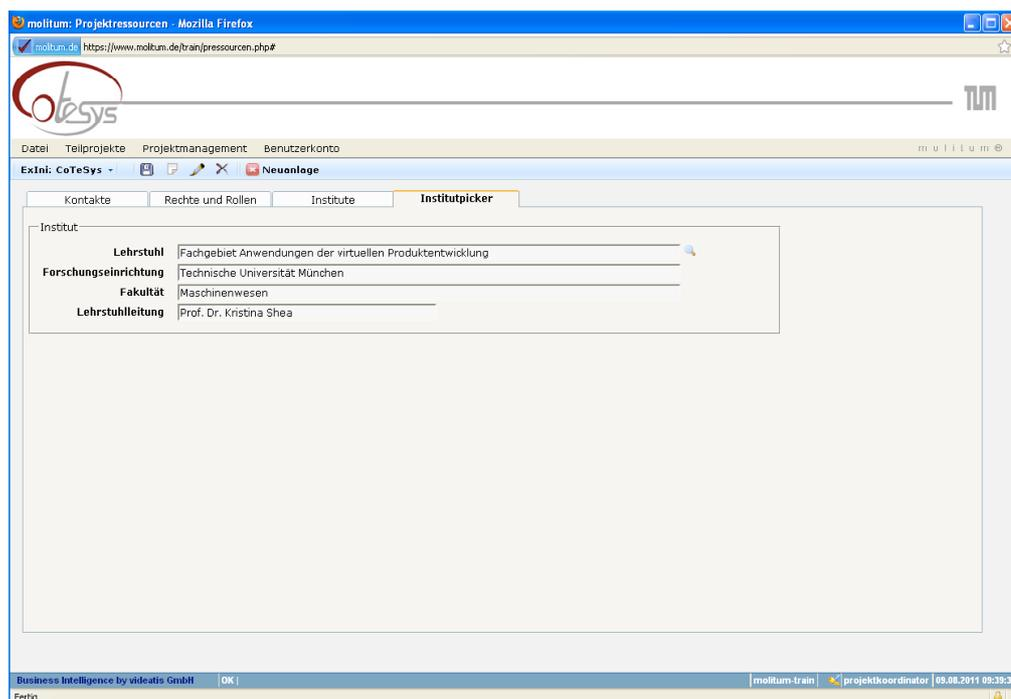 molitum: Projektressourcen - Mozilla Firefox
molitum.de https://www.molitum.de/train/pressourcen.php#
CoTeSys
TUM
Datei Teilprojekte Projektmanagement Benutzerkonto
ExIni: CoTeSys Neuanlage
Kontakte Rechte und Rollen Institute Institutpicker
Institut
Lehrstuhl Fachgebiet Anwendungen der virtuellen Produktentwicklung
Forschungseinrichtung Technische Universität München
Fakultät Maschinenwesen
Lehrstuhlleitung Prof. Dr. Kristina Shea
Business Intelligence by videatis GmbH OK | molitum-train projektkoordinator 09.08.2011 09:39:3
Fertig